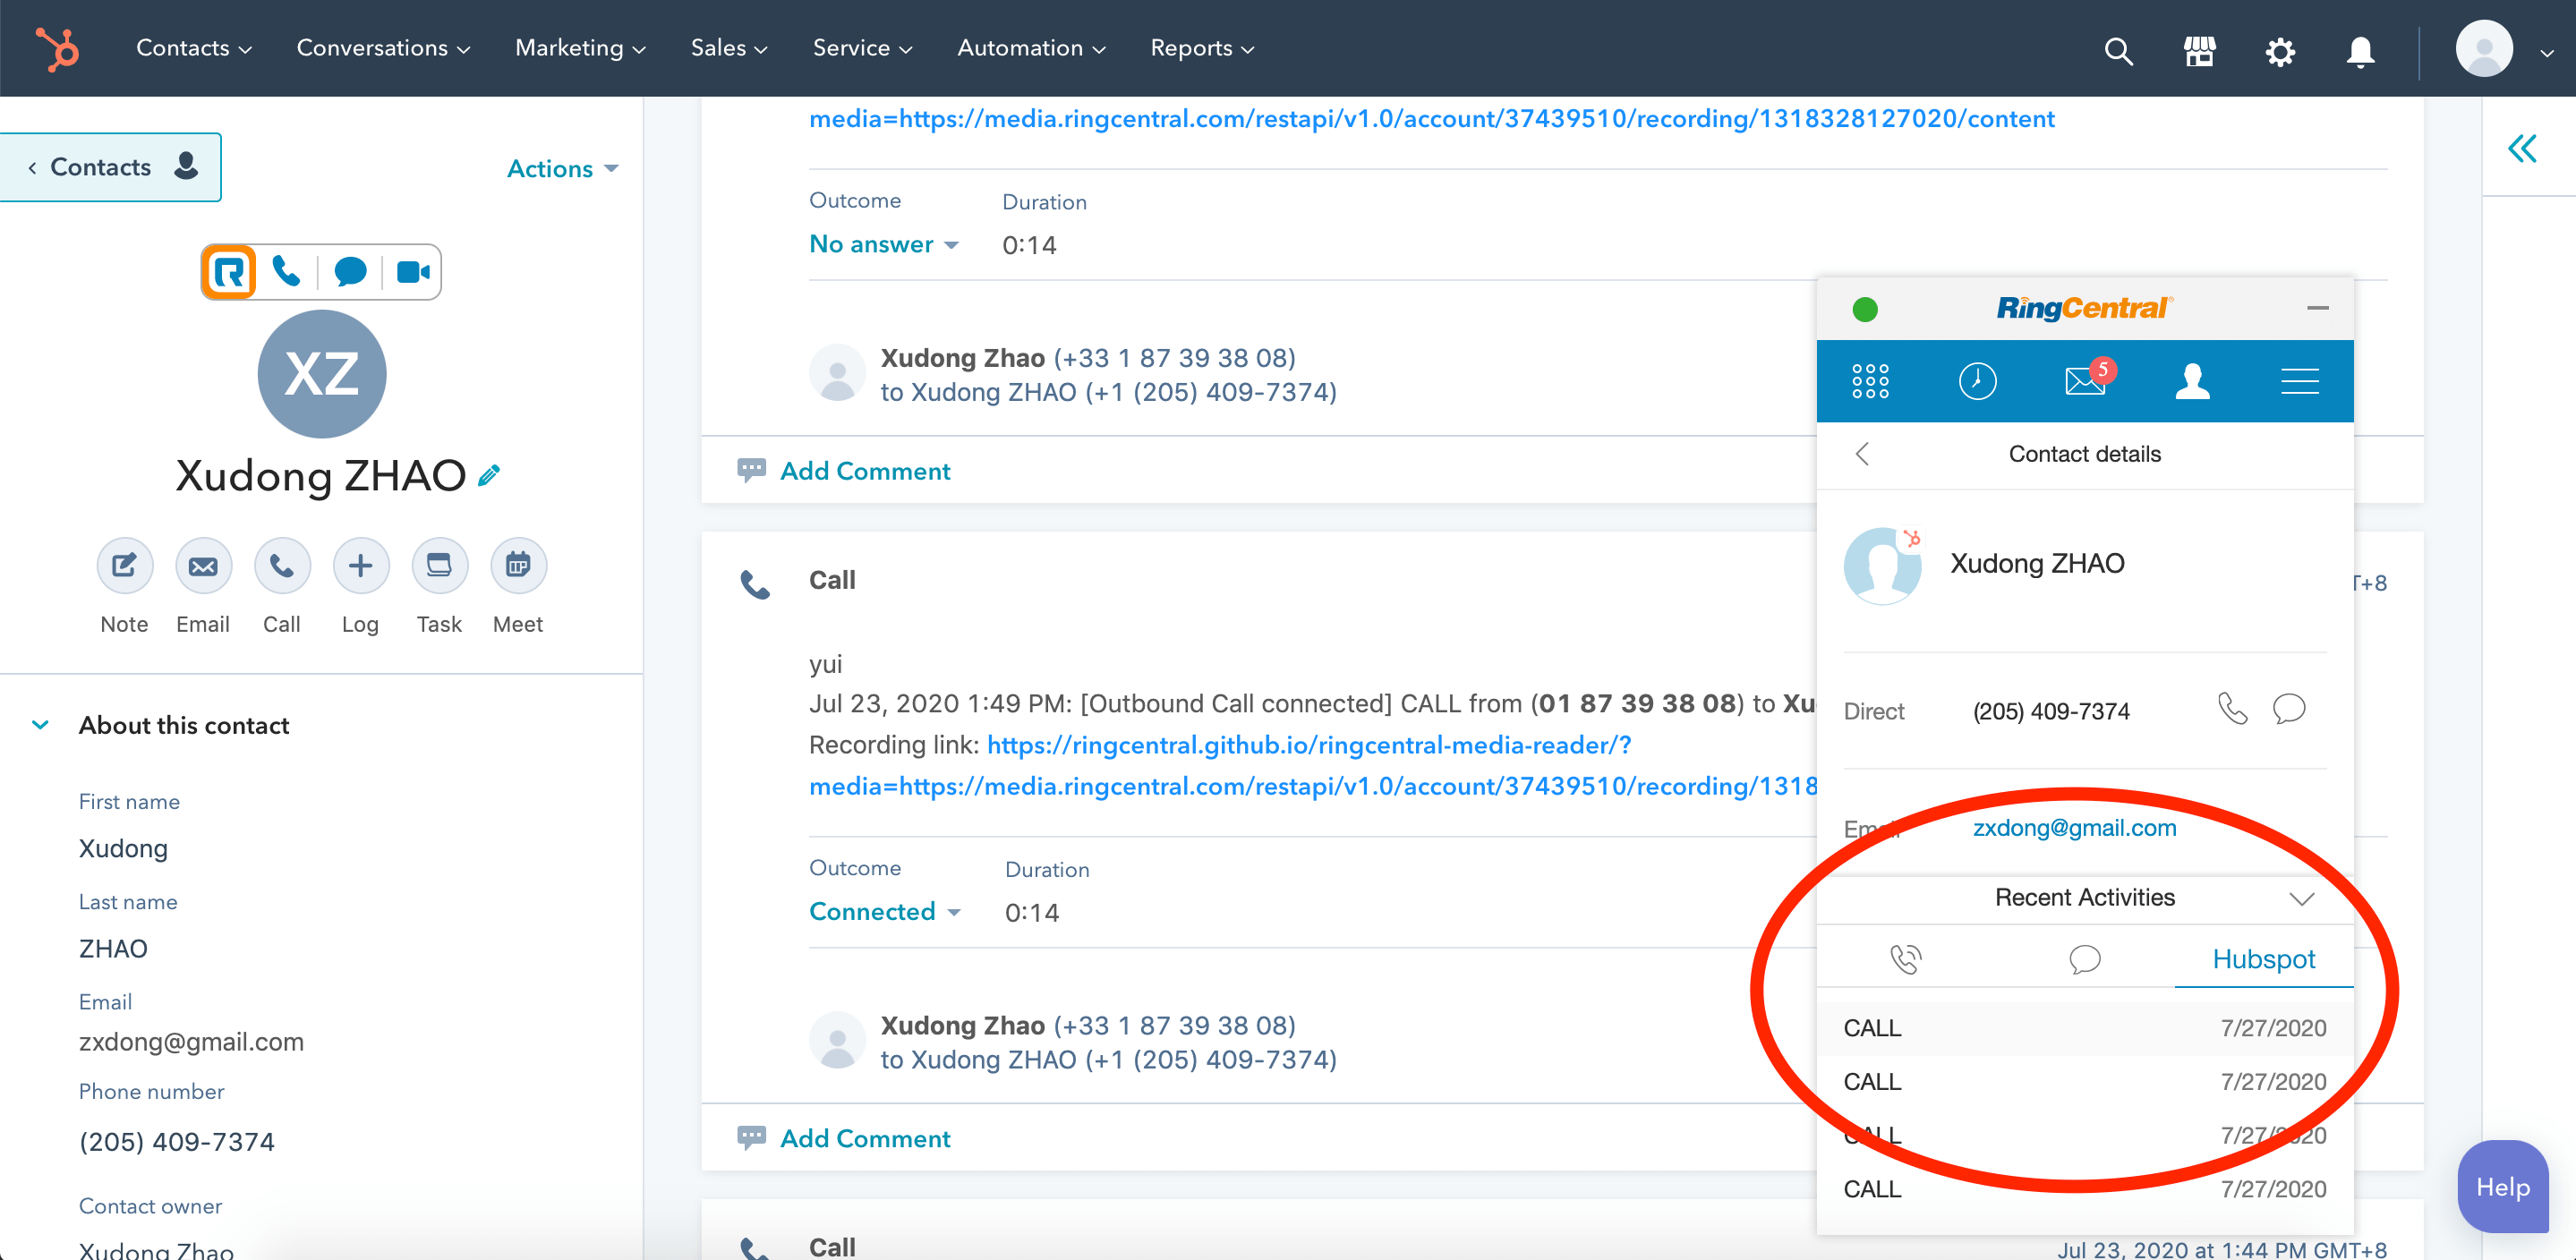 Contacts
Conversations
Marketing
Sales
Service
Automation
Reports
Contacts
Actions
XZ
Xudong ZHAO
Note
Email
Call
Log
Task
Meet
About this contact
First name
Xudong
Last name
ZHAO
Email
zxdong@gmail.com
Phone number
(205) 409-7374
Contact owner
Xudong Zhao
media=https://media.ringcentral.com/restapi/v1.0/account/37439510/recording/1318328127020/content
Outcome
Duration
No answer
0:14
Xudong Zhao (+33 1 87 39 38 08)
to Xudong ZHAO (+1 (205) 409-7374)
Add Comment
Call
T+8
yui
Jul 23, 2020 1:49 PM: [Outbound Call connected] CALL from (01 87 39 38 08) to Xu
Recording link: https://ringcentral.github.io/ringcentral-media-reader/?
media=https://media.ringcentral.com/restapi/v1.0/account/37439510/recording/1318
Outcome
Duration
Connected
0:14
Xudong Zhao (+33 1 87 39 38 08)
to Xudong ZHAO (+1 (205) 409-7374)
Add Comment
Call
Jul 23, 2020 at 1:44 PM GMT+8
RingCentral
5
Contact details
Xudong ZHAO
Direct
(205) 409-7374
Email
zxdong@gmail.com
Recent Activities
Hubspot
CALL 7/27/2020
CALL 7/27/2020
CALL 7/27/2020
CALL 7/27/2020
Help